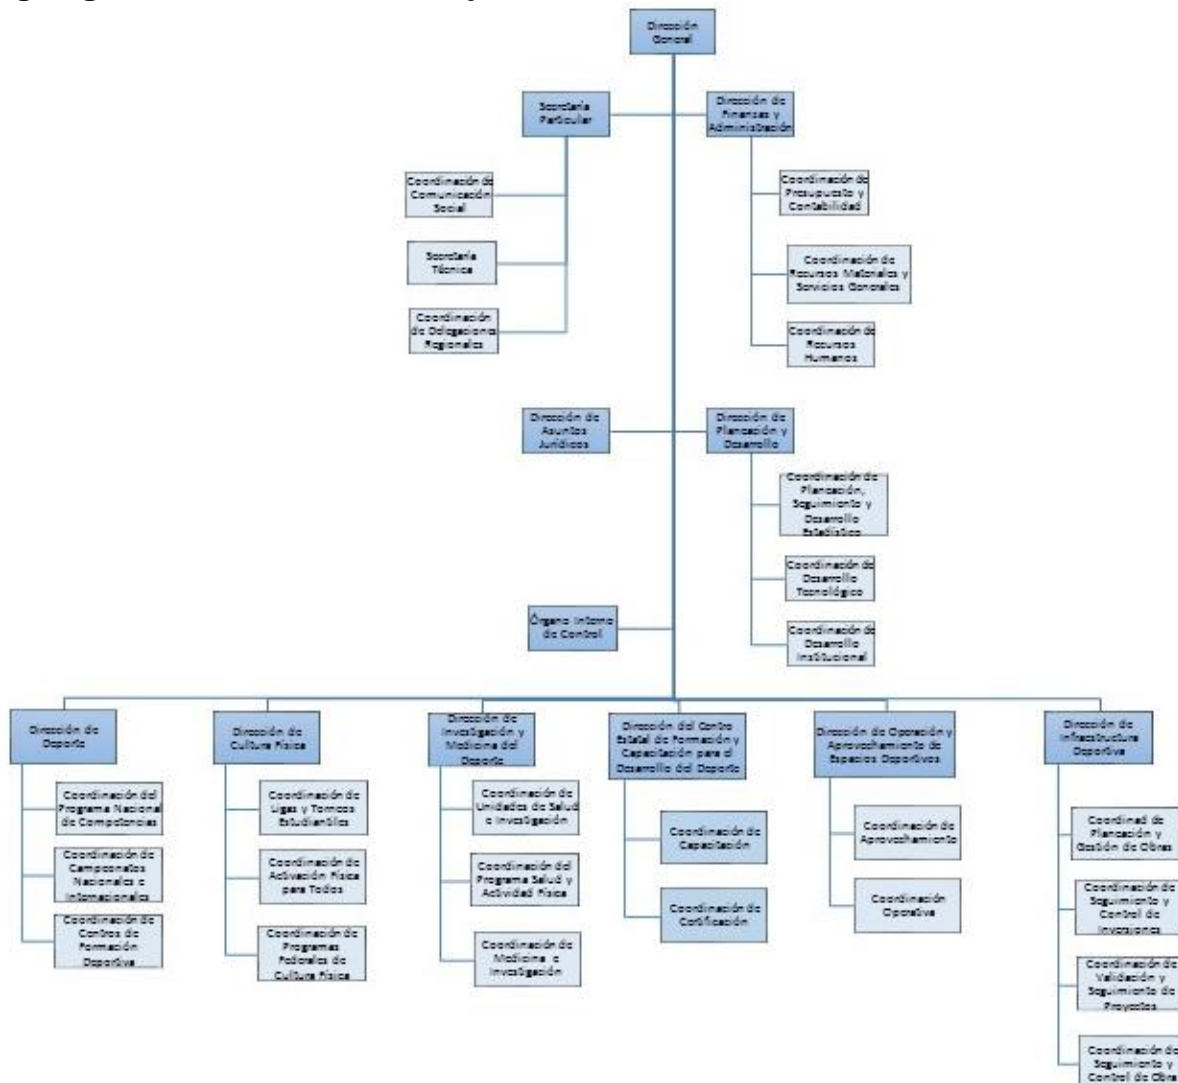 Dirección
General
Secretaría
Particular
Dirección de
Finanzas y
Administración
Coordinación de
Comunicación
Social
Secretaría
Técnica
Coordinación
de Delegaciones
Regionales
Coordinación de
Presupuesto y
Contabilidad
Coordinación de
Recursos Materiales y
Servicios Generales
Coordinación de
Recursos
Humanos
Dirección de
Asuntos
Jurídicos
Dirección de
Planeación y
Desarrollo
Coordinación de
Planeación,
Seguimiento y
Desarrollo
Estadístico
Coordinación de
Desarrollo
Tecnológico
Coordinación de
Desarrollo
Institucional
Órgano Interno
de Control
Dirección de
Deporte
Coordinación del
Programa Nacional
de Competencias
Coordinación de
Campeonatos
Nacionales e
Internacionales
Coordinación de
Centros de
Formación
Deportiva
Dirección de
Cultura Física
Coordinación de
Ligas y Torneos
Estudiantiles
Coordinación de
Activación Física
para Todos
Coordinación de
Programas
Federales de
Cultura Física
Dirección de
Investigación y
Medicina del
Deporte
Coordinación de
Unidades de Salud
e Investigación
Coordinación del
Programa Salud y
Actividad Física
Coordinación de
Medicina e
Investigación
Dirección del Centro
Estatal de Formación y
Capacitación para el
Desarrollo del Deporte
Coordinación de
Capacitación
Coordinación de
Certificación
Dirección de Operación y
Aprovechamiento de
Espacios Deportivos
Coordinación de
Aprovechamiento
Coordinación
Operativa
Dirección de
Infraestructura
Deportiva
Coordinad de
Planeación y
Gestión de Obras
Coordinación de
Seguimiento y
Control de
Inversiones
Coordinación de
Validación y
Seguimiento de
Proyectos
Coordinación de
Seguimiento y
Control de Obra